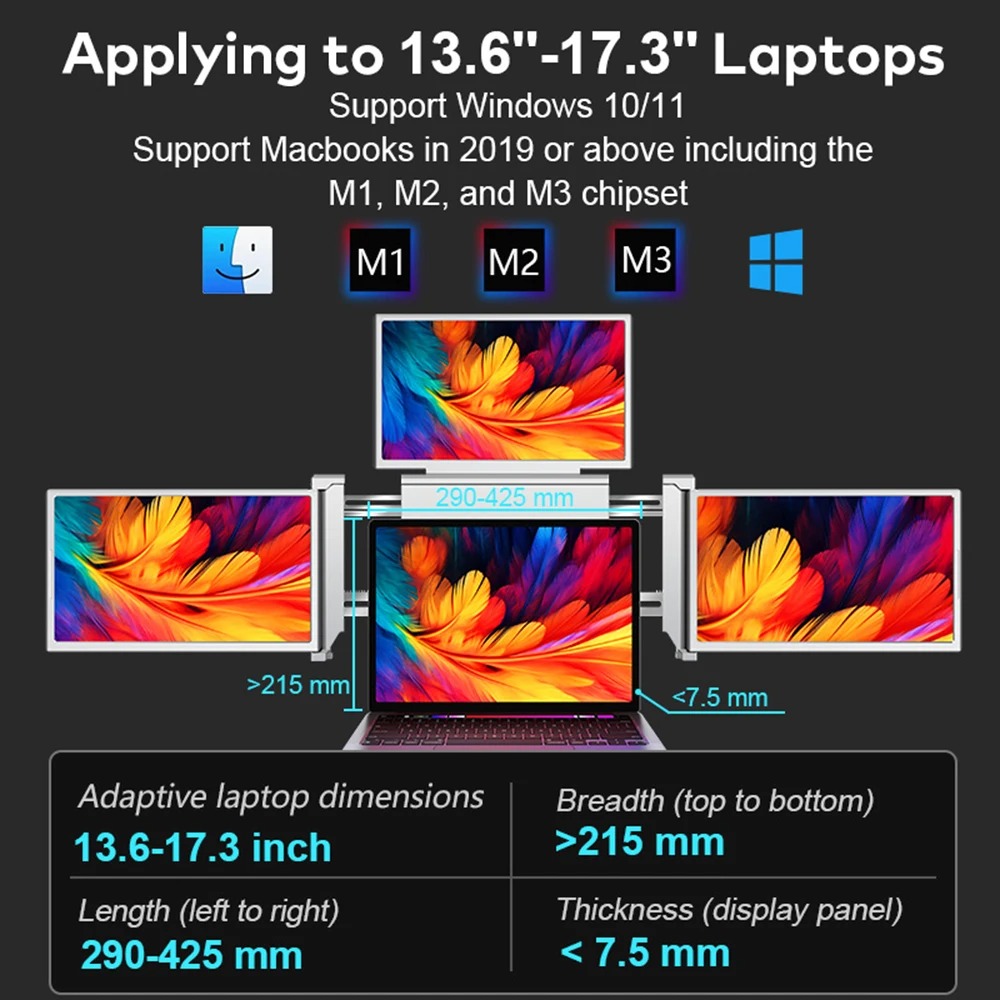 Applying to 13.6"-17.3" Laptops
Support Windows 10/11
Support Macbooks in 2019 or above including the
M1, M2, and M3 chipset
M1 M2 M3
290-425 mm
>215 mm
<7.5 mm
Adaptive laptop dimensions
13.6-17.3 inch
Breadth (top to bottom)
>215 mm
Length (left to right)
290-425 mm
Thickness (display panel)
< 7.5 mm